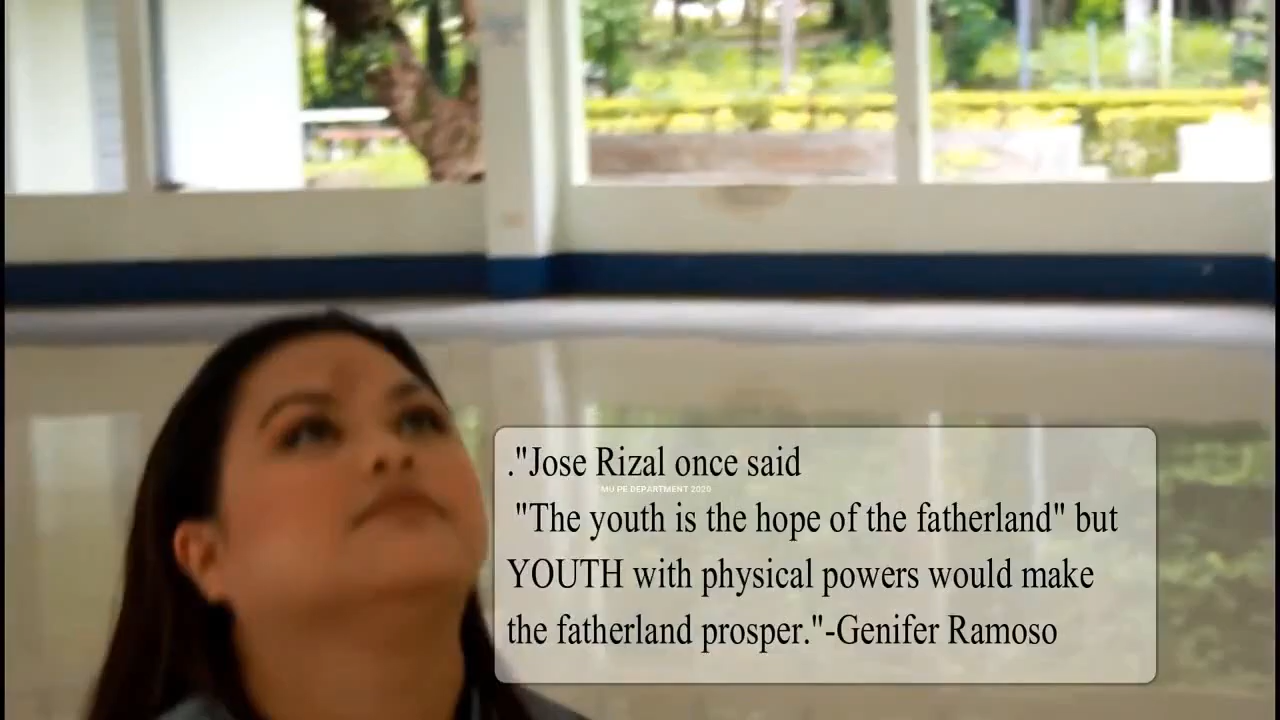 ."Jose Rizal once said
MU PE DEPARTMENT 2020
"The youth is the hope of the fatherland" but
YOUTH with physical powers would make
the fatherland prosper."-Genifer Ramoso